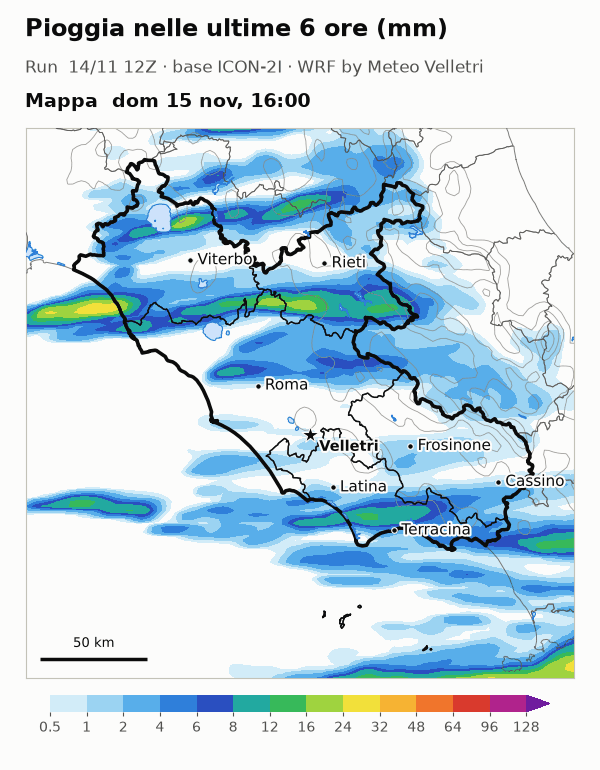 Pioggia nelle ultime 6 ore (mm)
Run  14/11 12Z · base ICON-2I · WRF by Meteo Velletri
Mappa  dom 15 nov, 16:00
Viterbo
Rieti
Roma
Velletri
Frosinone
Latina
Cassino
Terracina
50 km
0.5 1 2 4 6 8 12 16 24 32 48 64 96 128